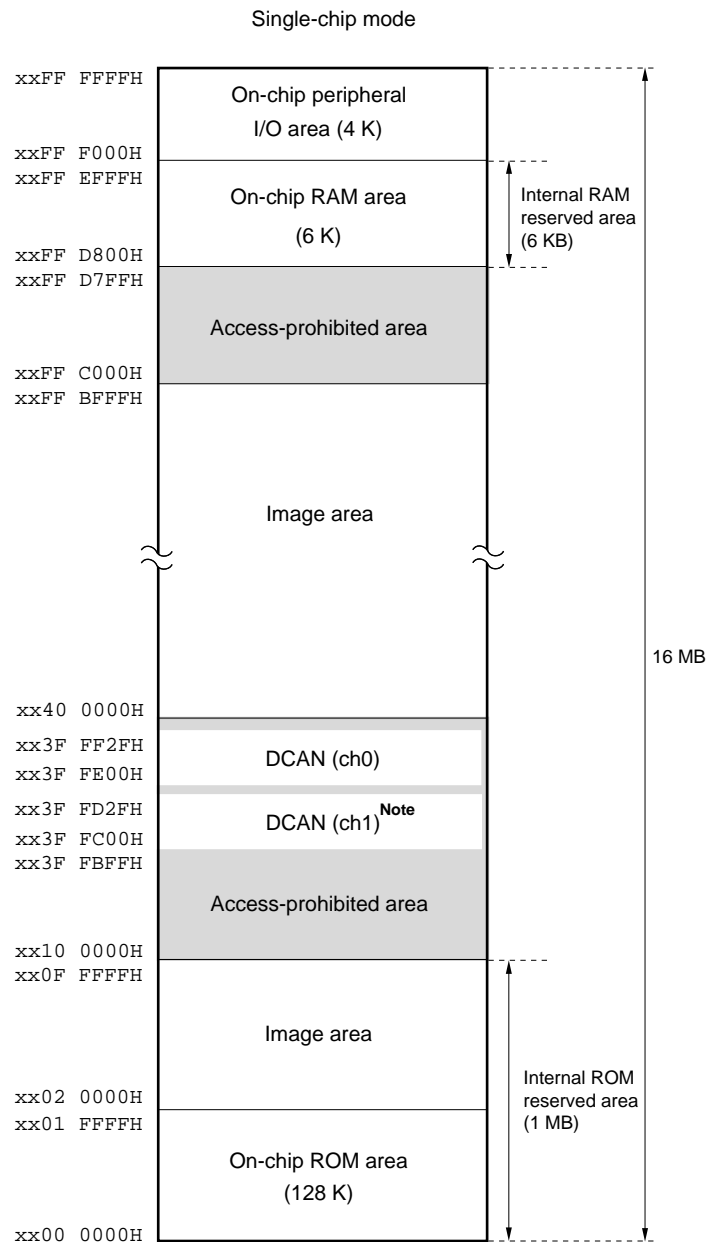 Single-chip mode
xxFF FFFFH
On-chip peripheral
I/O area (4 K)
xxFF F000H
xxFF EFFFH
On-chip RAM area
(6 K)
Internal RAM
reserved area
(6 KB)
xxFF D800H
xxFF D7FFH
Access-prohibited area
xxFF C000H
xxFF BFFFH
Image area
16 MB
xx40 0000H
xx3F FF2FH
DCAN (ch0)
xx3F FE00H
xx3F FD2FH
DCAN (ch1)Note
xx3F FC00H
xx3F FBFFH
Access-prohibited area
xx10 0000H
xx0F FFFFH
Image area
Internal ROM
reserved area
(1 MB)
xx02 0000H
xx01 FFFFH
On-chip ROM area
(128 K)
xx00 0000H